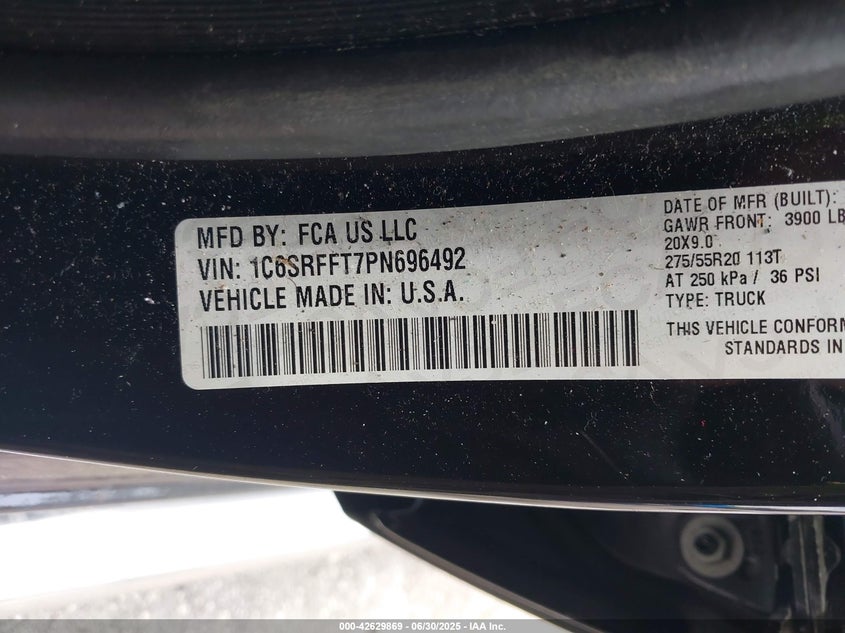 MFD BY: FCA US LLC
VIN: 1C6SRFFT7PN696492
VEHICLE MADE IN: U.S.A.
DATE OF MFR (BUILT):
GAWR FRONT: 3900 LB
20X9.0
275/55R20 113T
AT 250 kPa / 36 PSI
TYPE: TRUCK
THIS VEHICLE CONFORM
STANDARDS IN
000-42629869 - 06/30/2025 - IAA Inc.